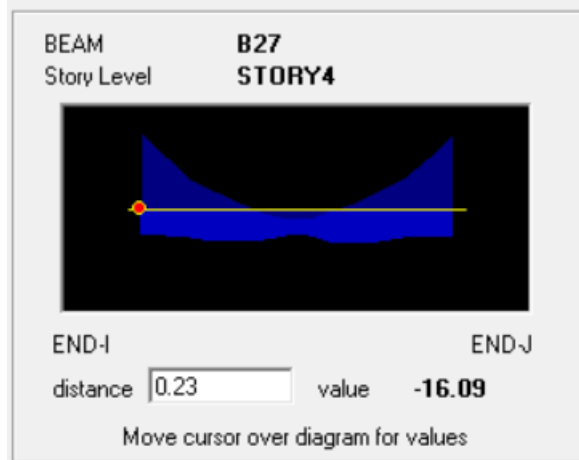 BEAM B27
Story Level STORY4
END-I END-J
distance 0.23 value -16.09
Move cursor over diagram for values